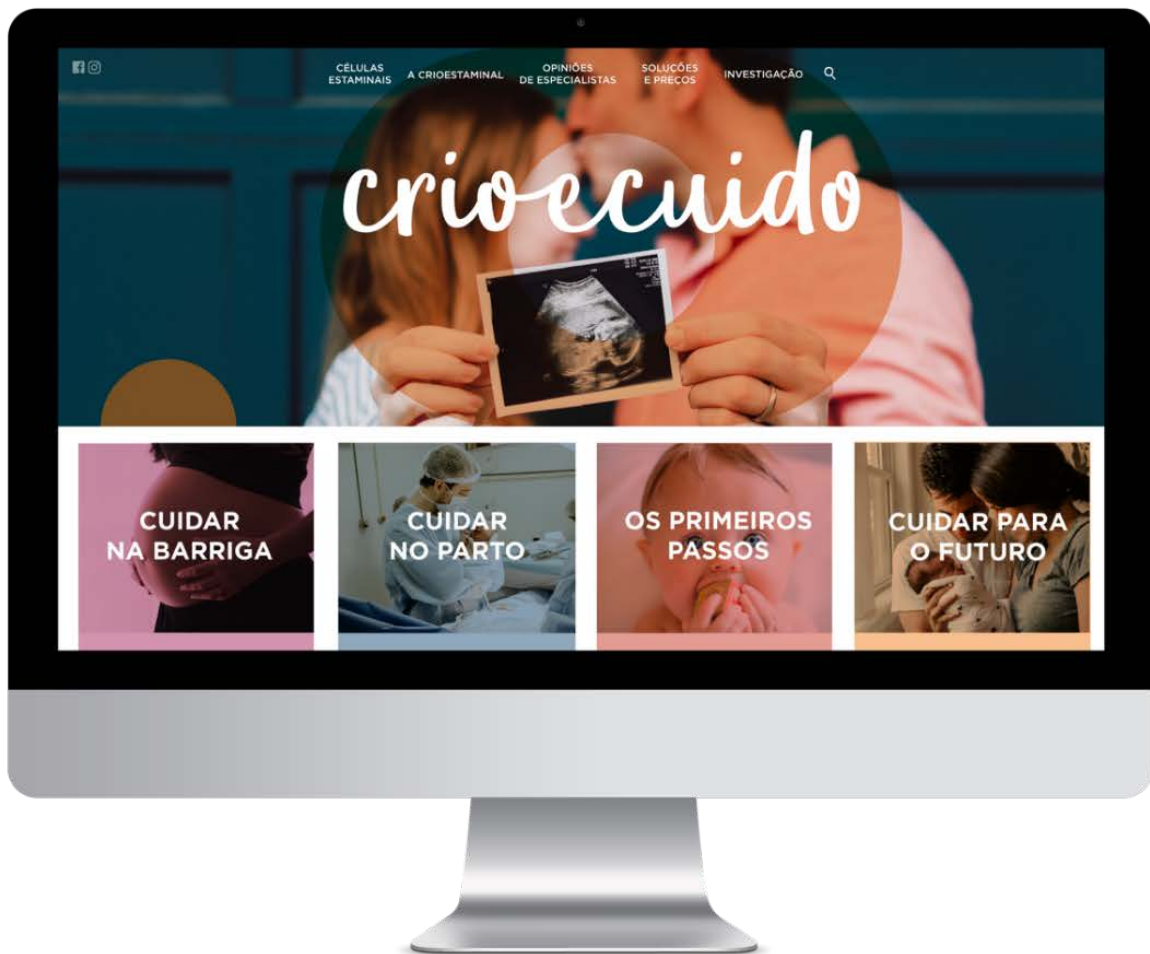 CÉLULAS
ESTAMINAIS
A CRIOESTAMINAL
OPINIÕES
DE ESPECIALISTAS
SOLUÇÕES
E PREÇOS
INVESTIGAÇÃO
crioecuido
CUIDAR
NA BARRIGA
CUIDAR
NO PARTO
OS PRIMEIROS
PASSOS
CUIDAR PARA
O FUTURO